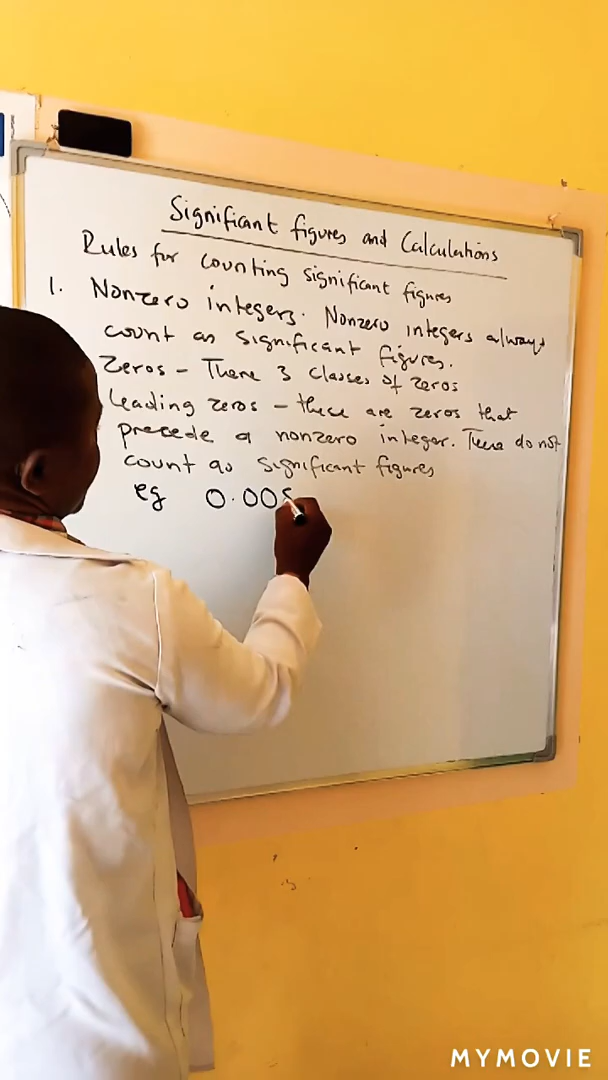 Significant figures and Calculations
Rules for counting significant figures
1. Nonzero integers. Nonzero integers always
count as significant figures.
Zeros - There 3 classes of zeros
Leading zeros - these are zeros that
precede a nonzero integer. These do not
count as significant figures
eg 0.005
MYMOVIE